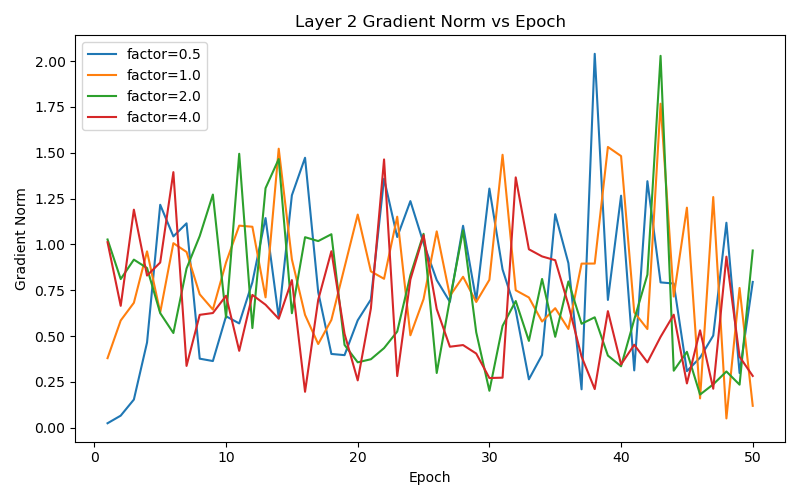 Layer 2 Gradient Norm vs Epoch
factor=0.5
factor=1.0
factor=2.0
factor=4.0
Gradient Norm
2.00
1.75
1.50
1.25
1.00
0.75
0.50
0.25
0.00
0 10 20 30 40 50
Epoch